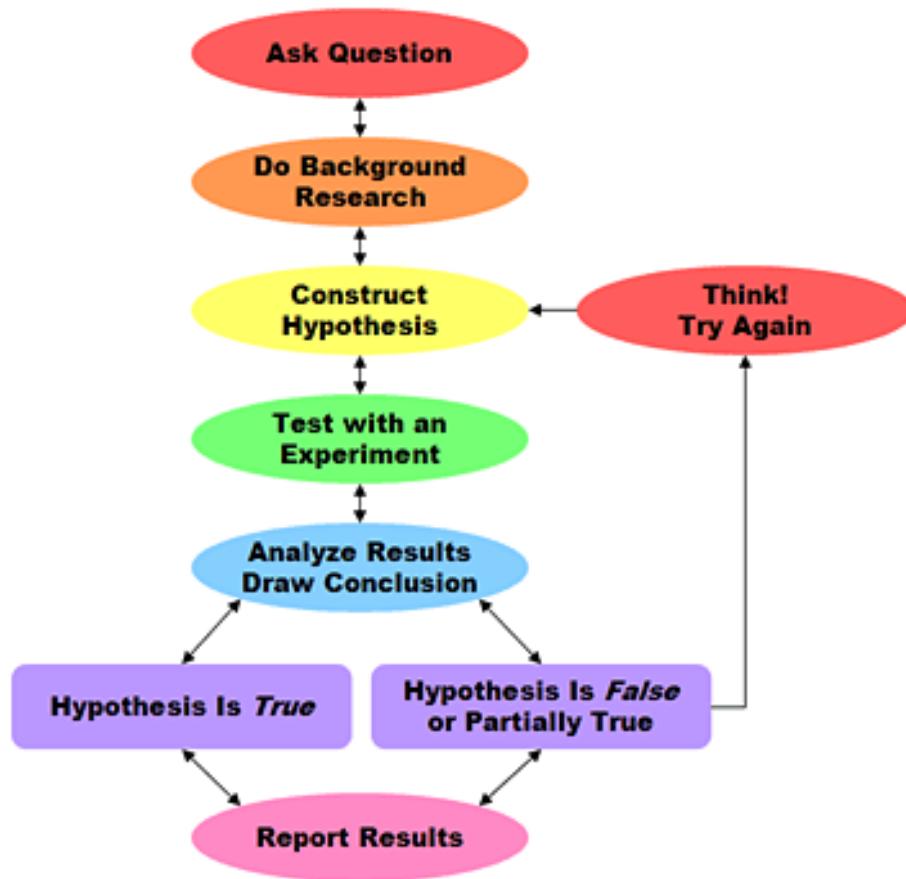 Ask Question
Do Background
Research
Construct
Hypothesis
Think!
Try Again
Test with an
Experiment
Analyze Results
Draw Conclusion
Hypothesis Is True
Hypothesis Is False
or Partially True
Report Results